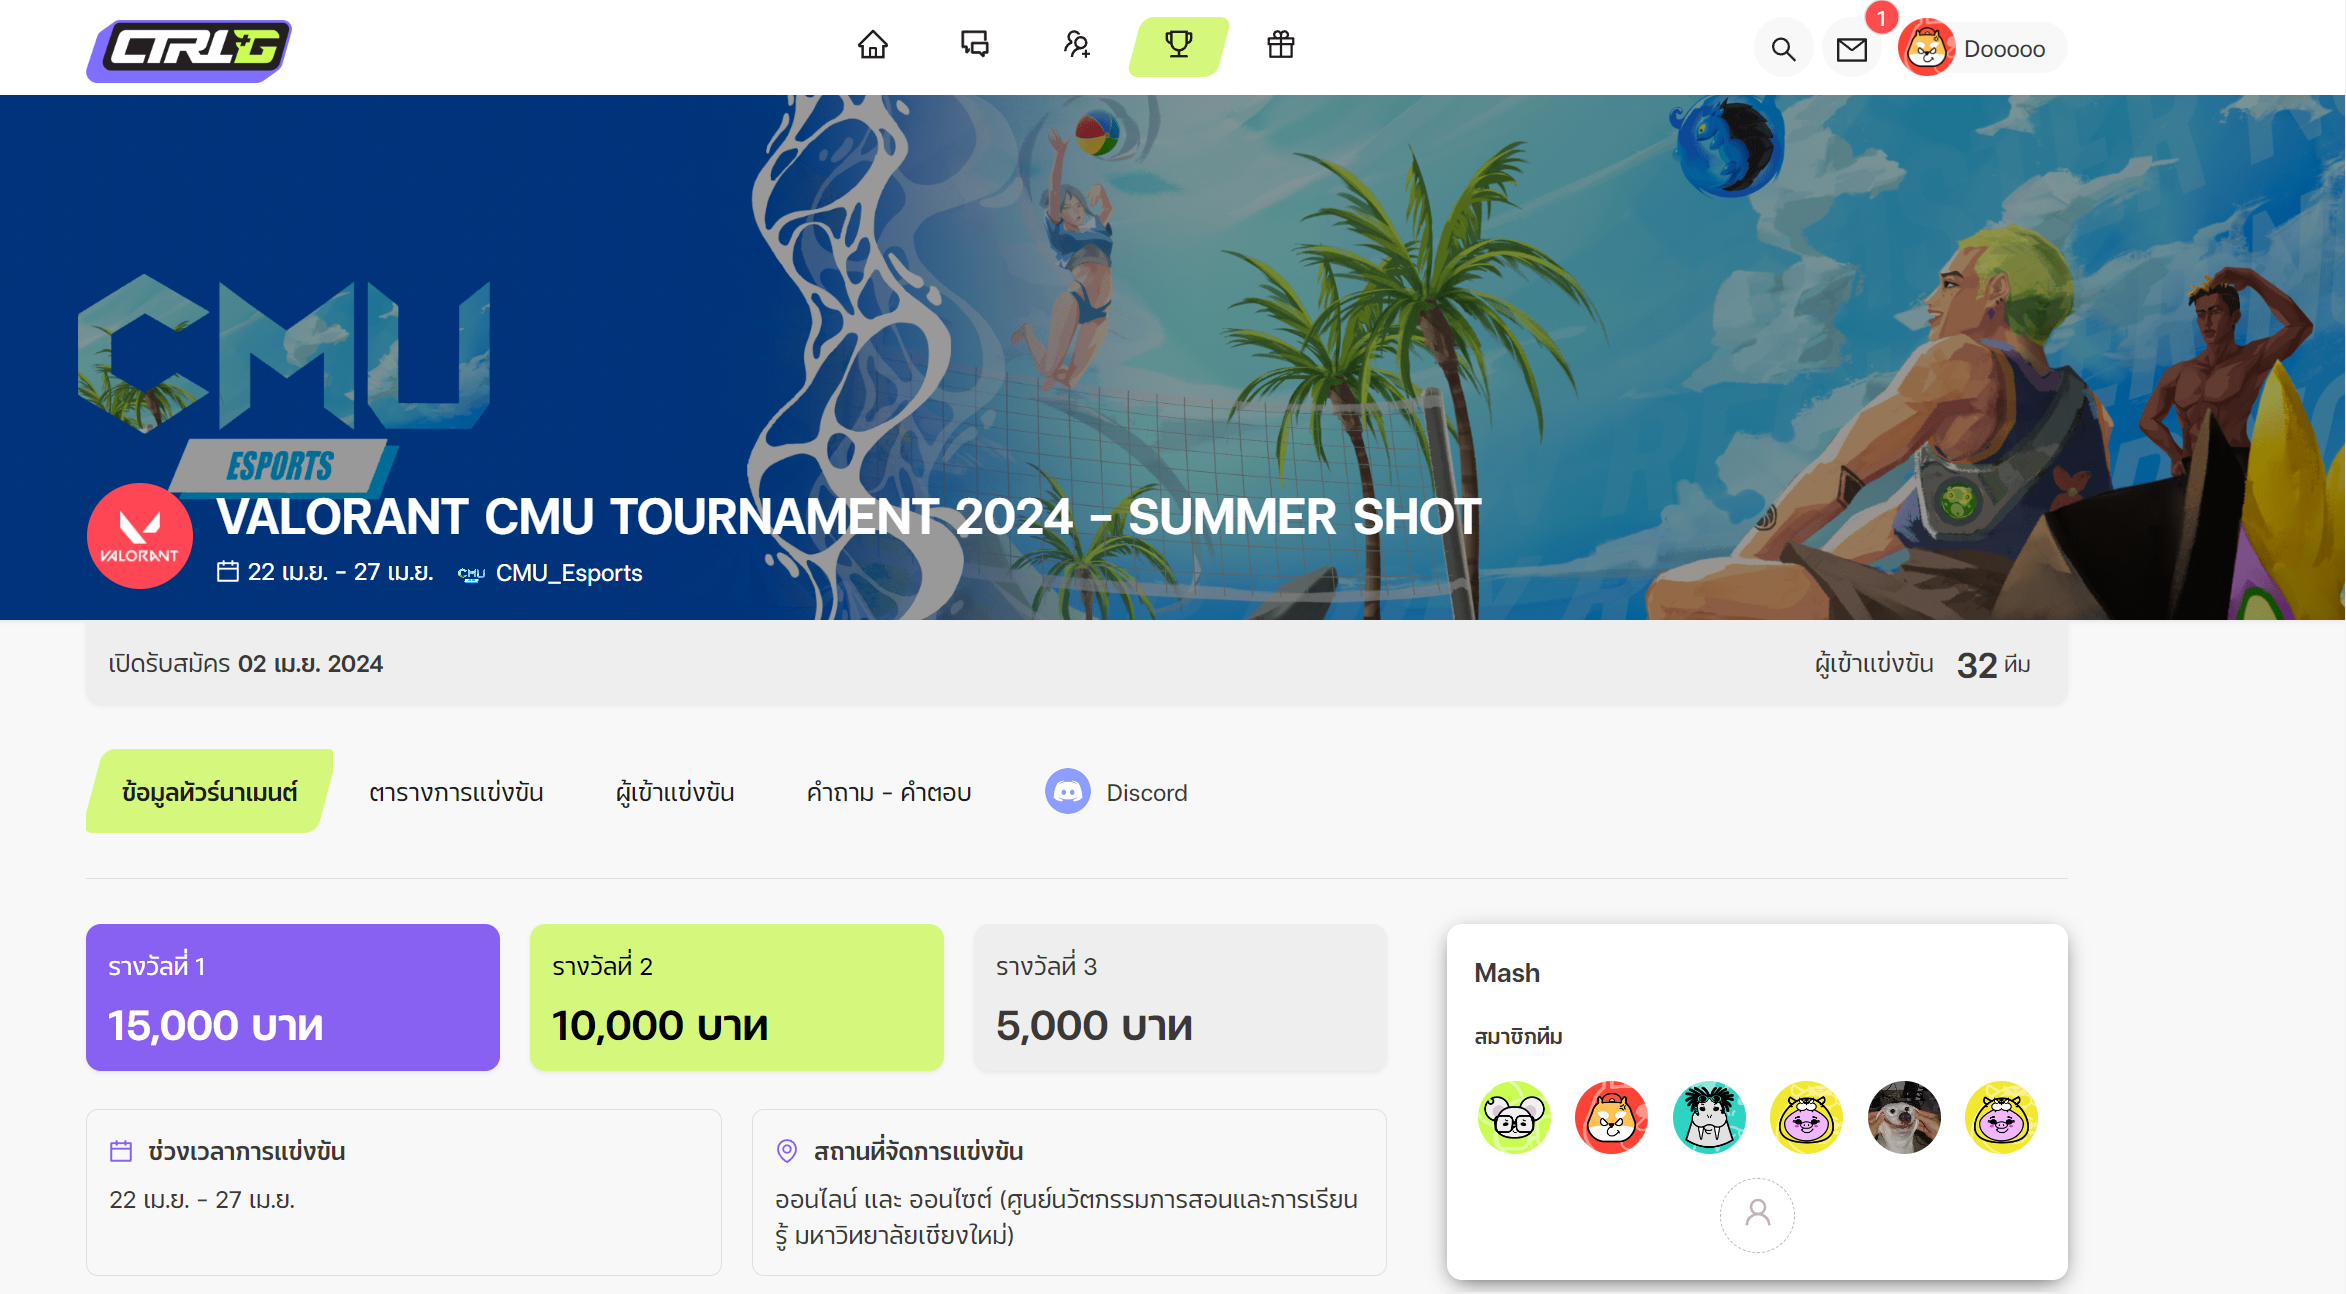 CTRL+G
1
Dooooo
CMU
ESPORTS
VALORANT
VALORANT CMU TOURNAMENT 2024 - SUMMER SHOT
22 เม.ย. - 27 เม.ย. CMU CMU_Esports
เปิดรับสมัคร 02 เม.ย. 2024
ผู้เข้าแข่งขัน 32 ทีม
ข้อมูลทัวร์นาเมนต์
ตารางการแข่งขัน
ผู้เข้าแข่งขัน
คำถาม - คำตอบ
Discord
รางวัลที่ 1
15,000 บาท
รางวัลที่ 2
10,000 บาท
รางวัลที่ 3
5,000 บาท
Mash
สมาชิกทีม
ช่วงเวลาการแข่งขัน
22 เม.ย. - 27 เม.ย.
สถานที่จัดการแข่งขัน
ออนไลน์ และ ออนไซต์ (ศูนย์นวัตกรรมการสอนและการเรียน
รู้ มหาวิทยาลัยเชียงใหม่)